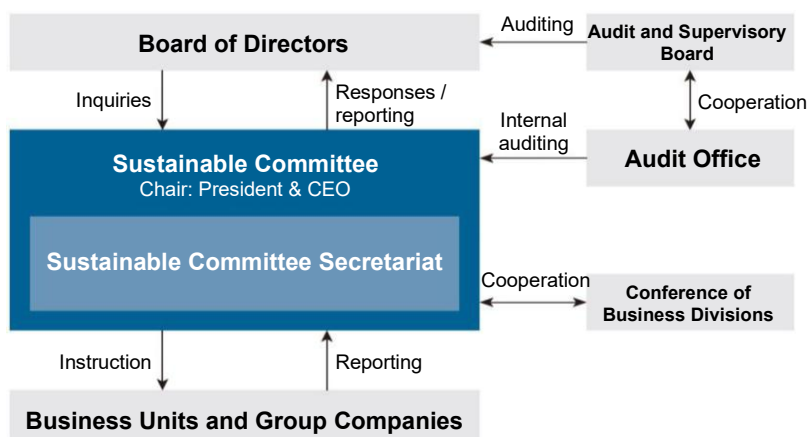 Board of Directors
Auditing
Audit and Supervisory
Board
Inquiries
Responses /
reporting
Cooperation
Internal
auditing
Audit Office
Sustainable Committee
Chair: President & CEO
Sustainable Committee Secretariat
Cooperation
Conference of
Business Divisions
Instruction
Reporting
Business Units and Group Companies